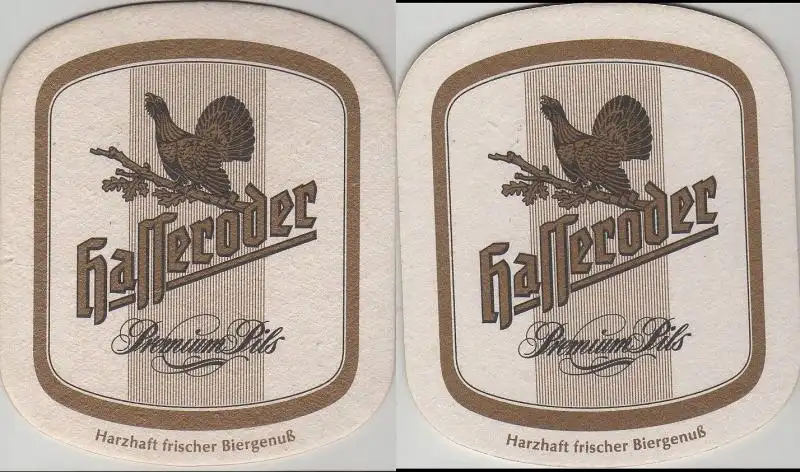 Hasseroder
Premium Pils
Harzhaft frischer Biergenuß
Hasseroder
Premium Pils
Harzhaft frischer Biergenuß